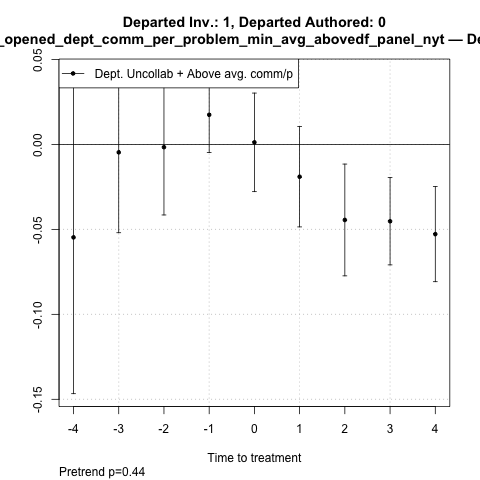 Departed Inv.: 1, Departed Authored: 0
_opened_dept_comm_per_problem_min_avg_abovedf_panel_nyt — De
Dept. Uncollab + Above avg. comm/p
0.05
0.00
-0.05
-0.10
-0.15
-4 -3 -2 -1 0 1 2 3 4
Time to treatment
Pretrend p=0.44